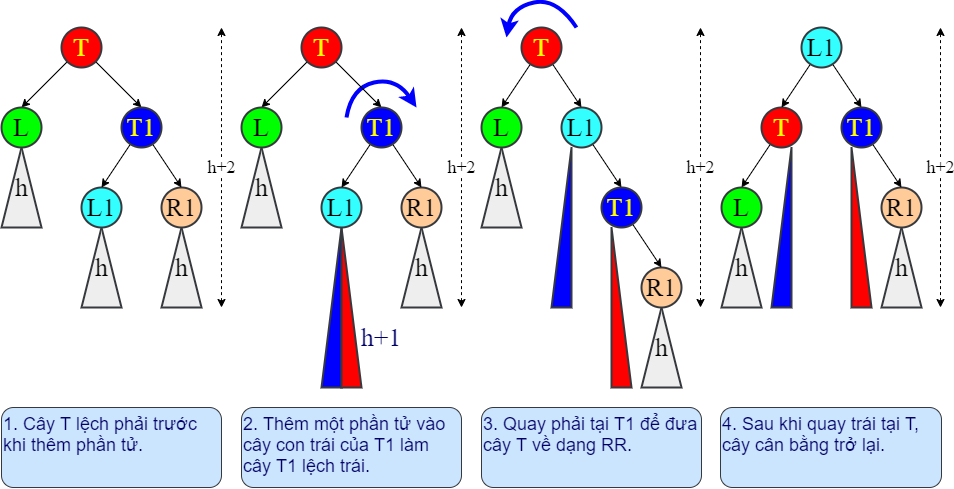 T
L
T1
h
L1
R1
h
h
h+2
T
L
T1
h
L1
R1
h
h+1
h+2
T
L
L1
h
T1
R1
h
h+2
L1
T
T1
L
R1
h
h
h+2
1. Cây T lệch phải trước
khi thêm phần tử.
2. Thêm một phần tử vào
cây con trái của T1 làm
cây T1 lệch trái.
3. Quay phải tại T1 để đưa
cây T về dạng RR.
4. Sau khi quay trái tại T,
cây cân bằng trở lại.